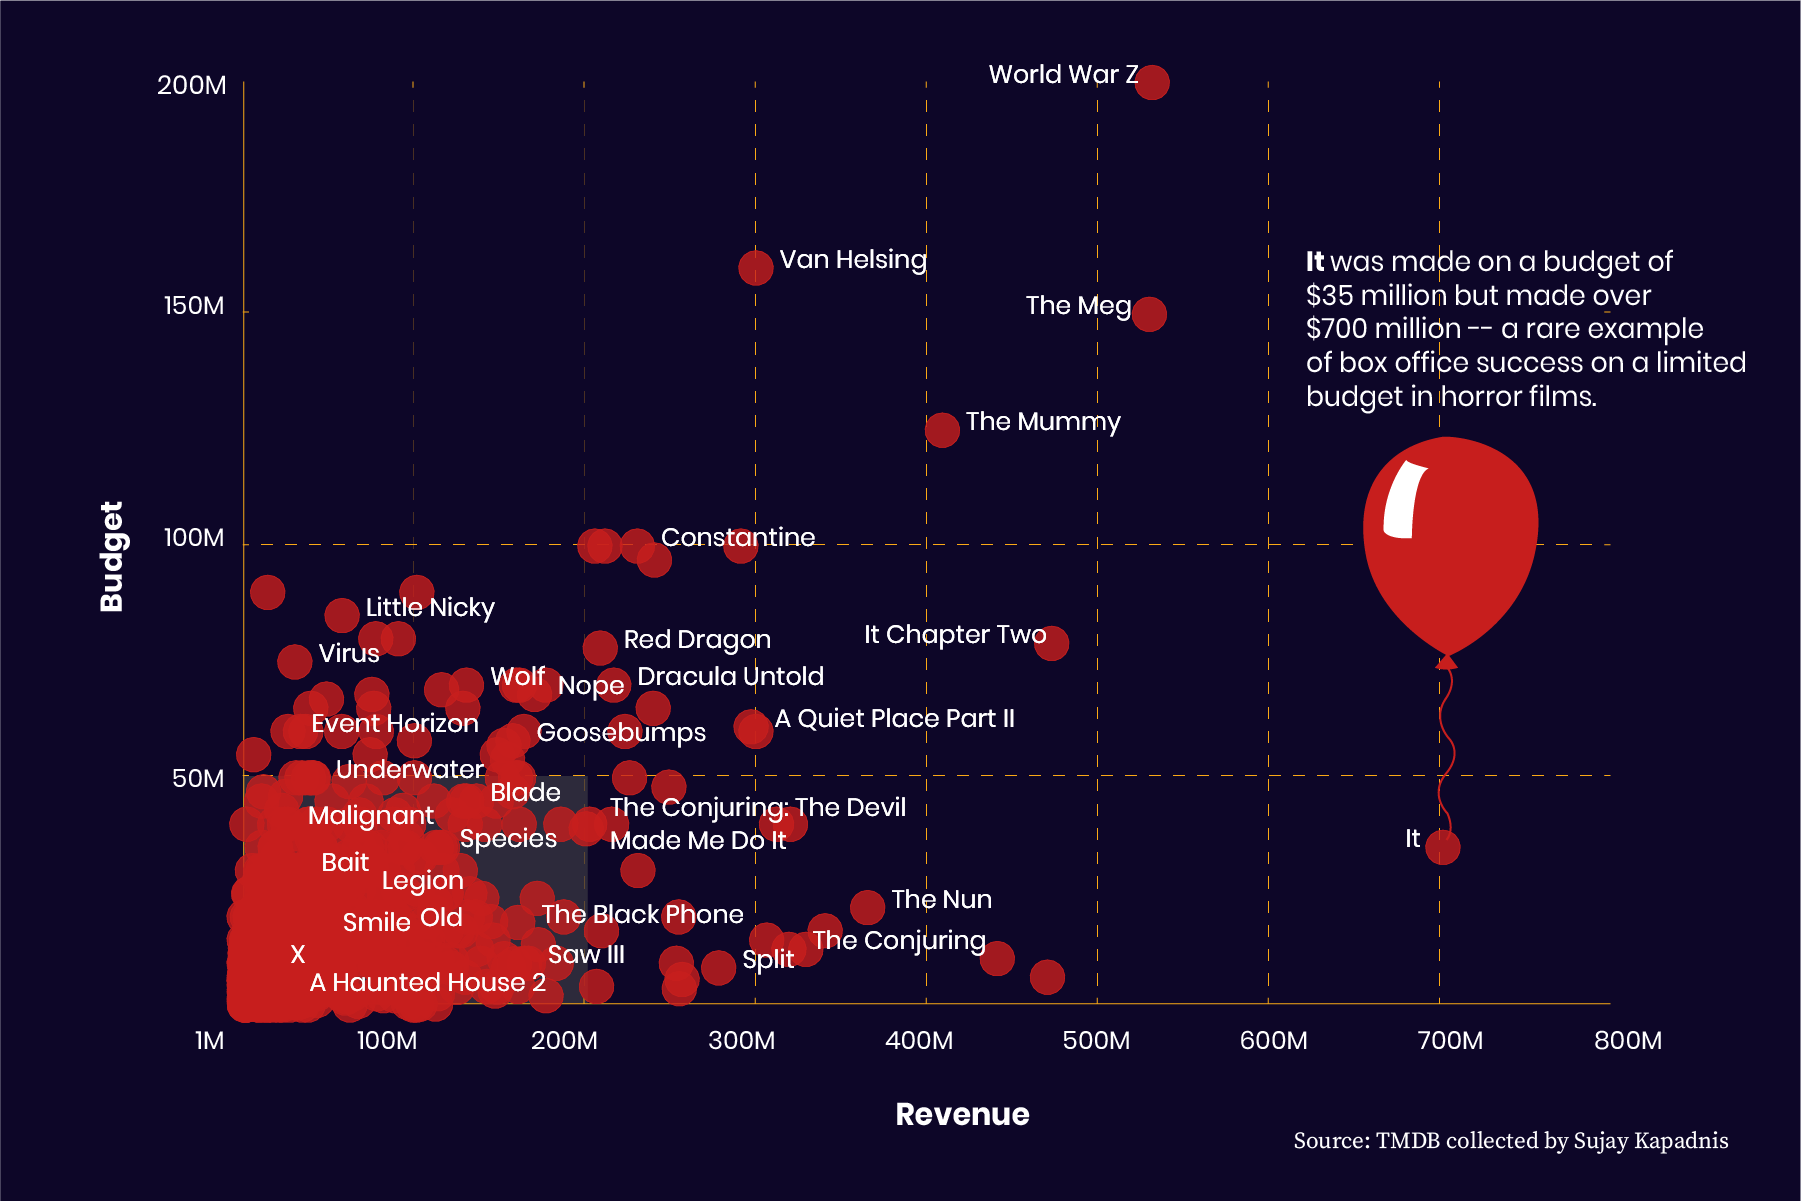 200M
150M
100M
50M
Budget
World War Z
Van Helsing
The Meg
It was made on a budget of
$35 million but made over
$700 million -- a rare example
of box office success on a limited
budget in horror films.
The Mummy
Constantine
Little Nicky
Virus
Red Dragon
It Chapter Two
Wolf
Nope
Dracula Untold
Event Horizon
Goosebumps
A Quiet Place Part II
Underwater
Blade
Malignant
The Conjuring: The Devil
Made Me Do It
Species
It
Bait
Legion
Smile
Old
The Black Phone
The Nun
X
Saw III
Split
The Conjuring
A Haunted House 2
1M
100M
200M
300M
400M
500M
600M
700M
800M
Revenue
Source: TMDB collected by Sujay Kapadnis